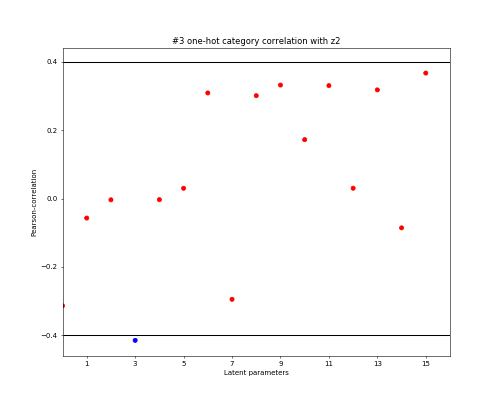 #3 one-hot category correlation with z2
0.4
0.2
0.0
−0.2
−0.4
Pearson-correlation
1 3 5 7 9 11 13 15
Latent parameters